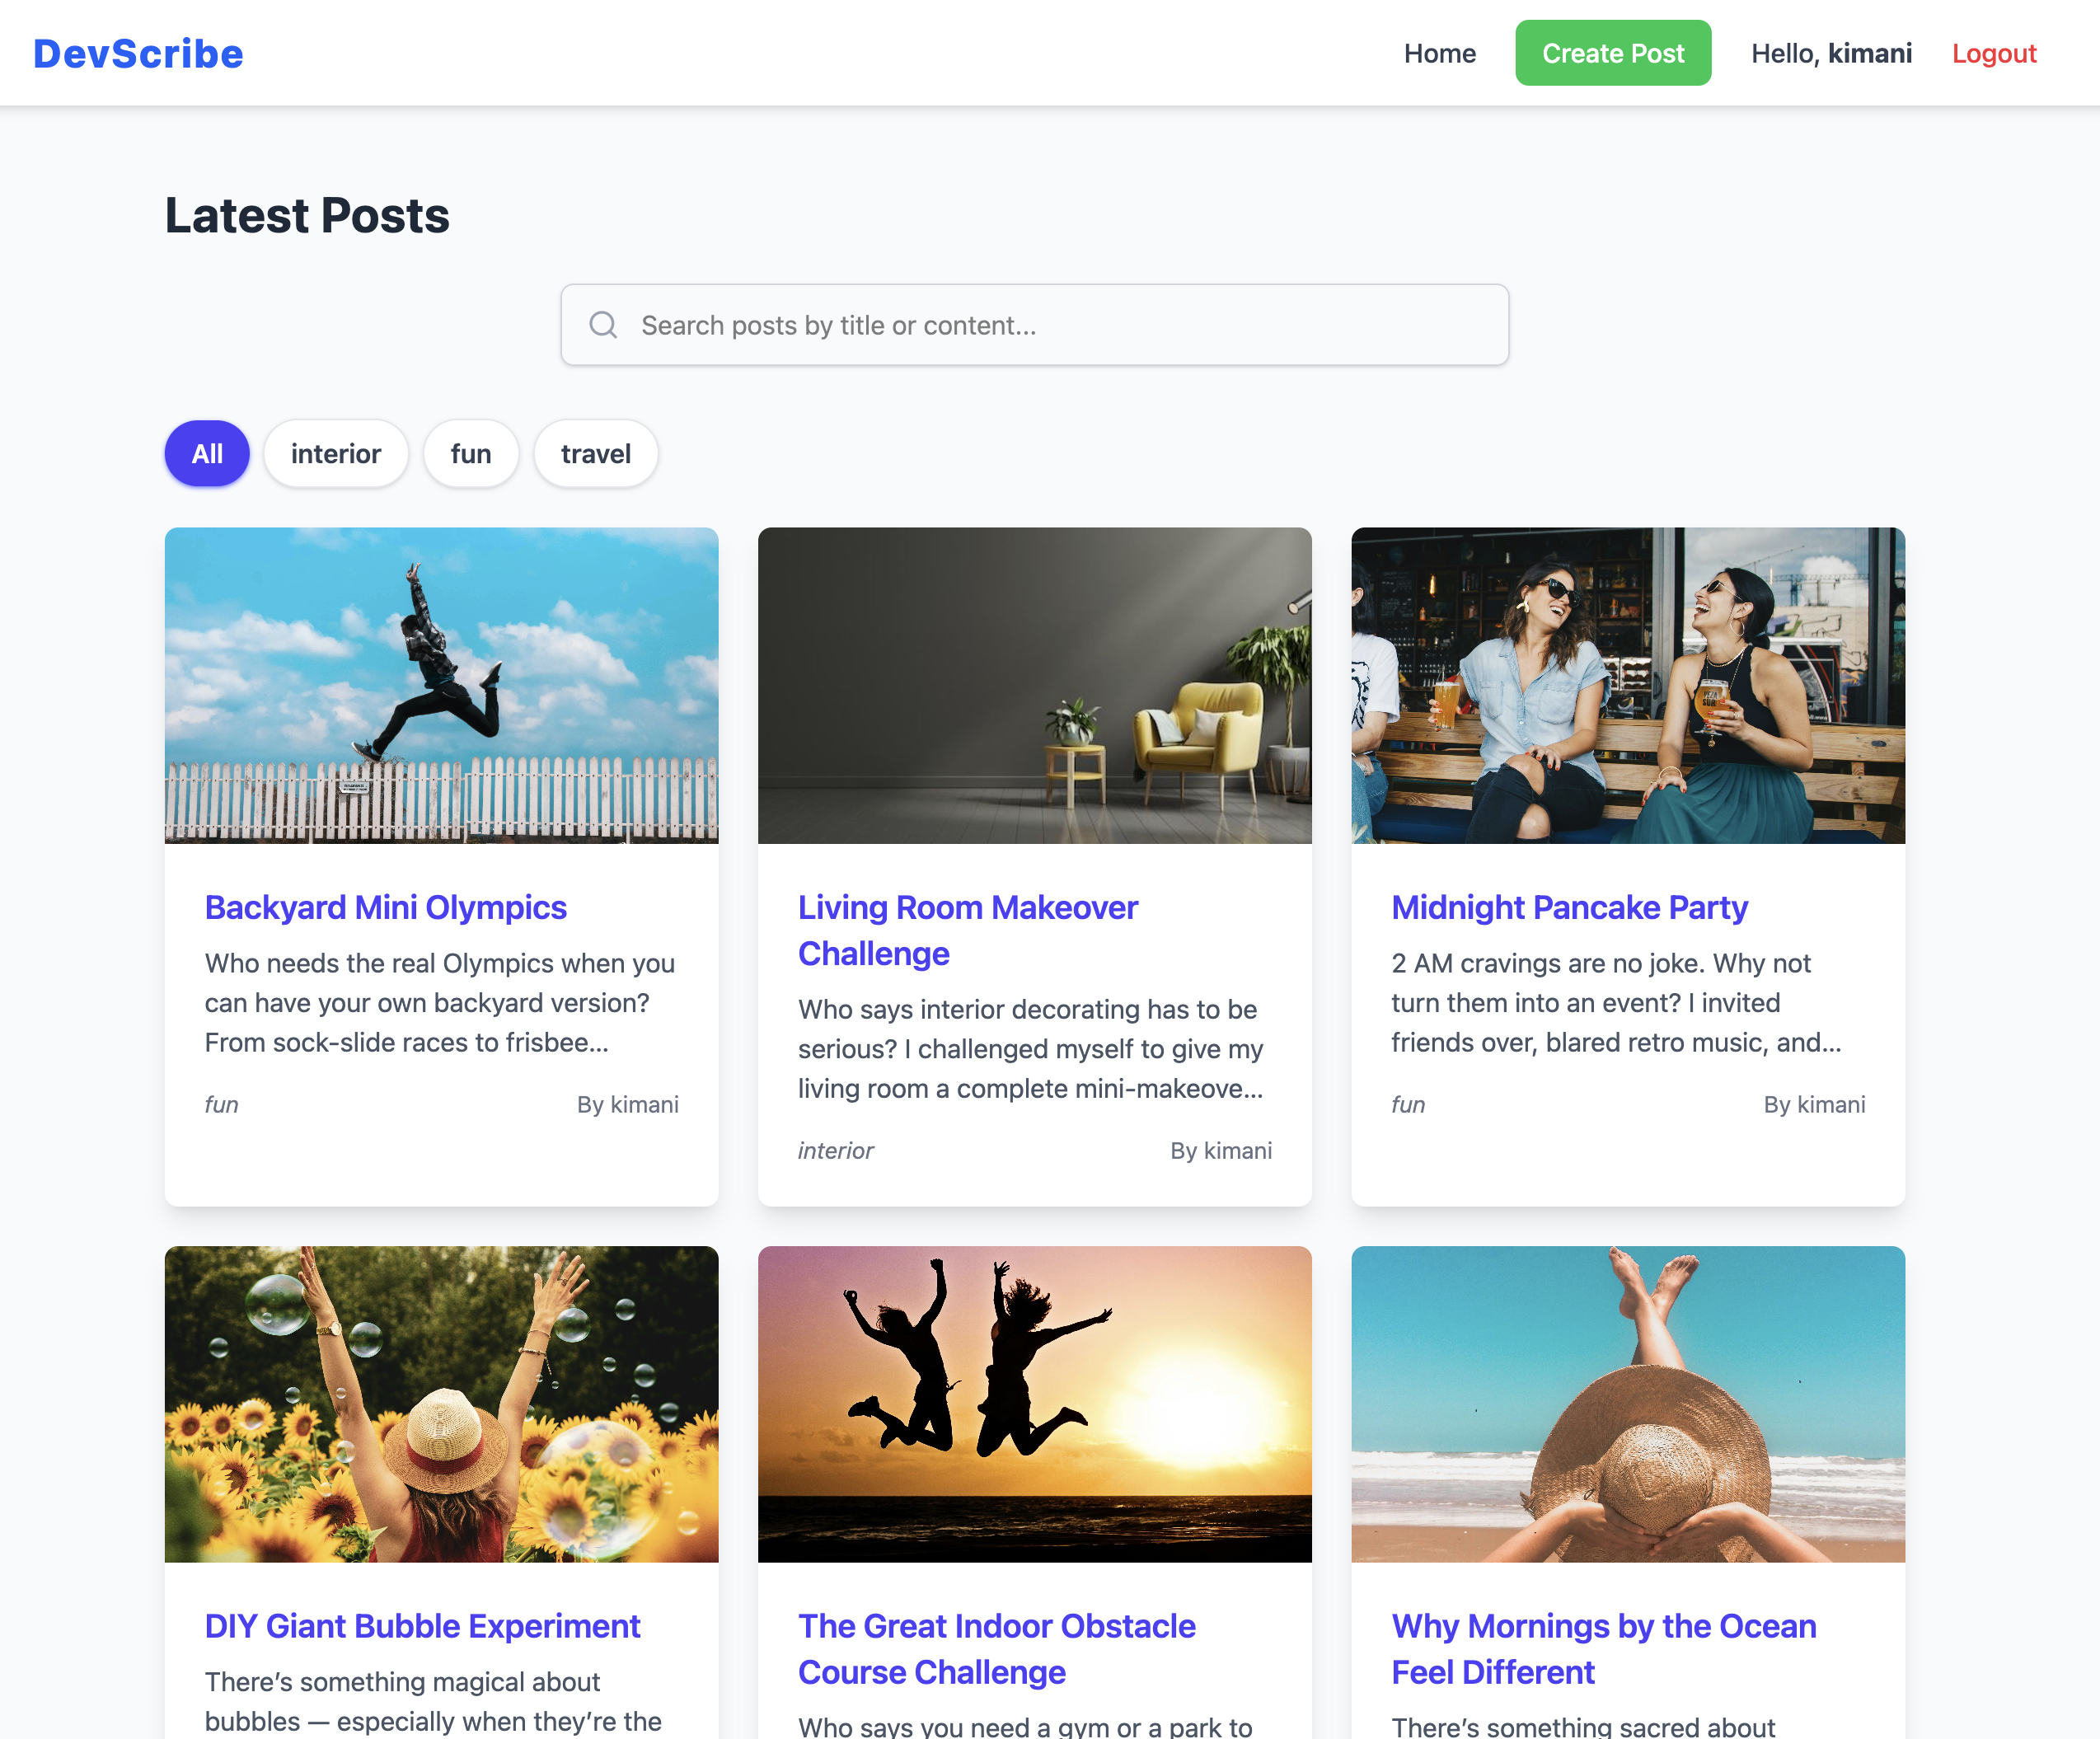 DevScribe
Home
Create Post
Hello, kimani
Logout
Latest Posts
Search posts by title or content...
All
interior
fun
travel
Backyard Mini Olympics
Who needs the real Olympics when you
can have your own backyard version?
From sock-slide races to frisbee...
fun
By kimani
Living Room Makeover
Challenge
Who says interior decorating has to be
serious? I challenged myself to give my
living room a complete mini-makeove...
interior
By kimani
Midnight Pancake Party
2 AM cravings are no joke. Why not
turn them into an event? I invited
friends over, blared retro music, and...
fun
By kimani
DIY Giant Bubble Experiment
There’s something magical about
bubbles — especially when they’re the
The Great Indoor Obstacle
Course Challenge
Who says you need a gym or a park to
Why Mornings by the Ocean
Feel Different
There’s something sacred about